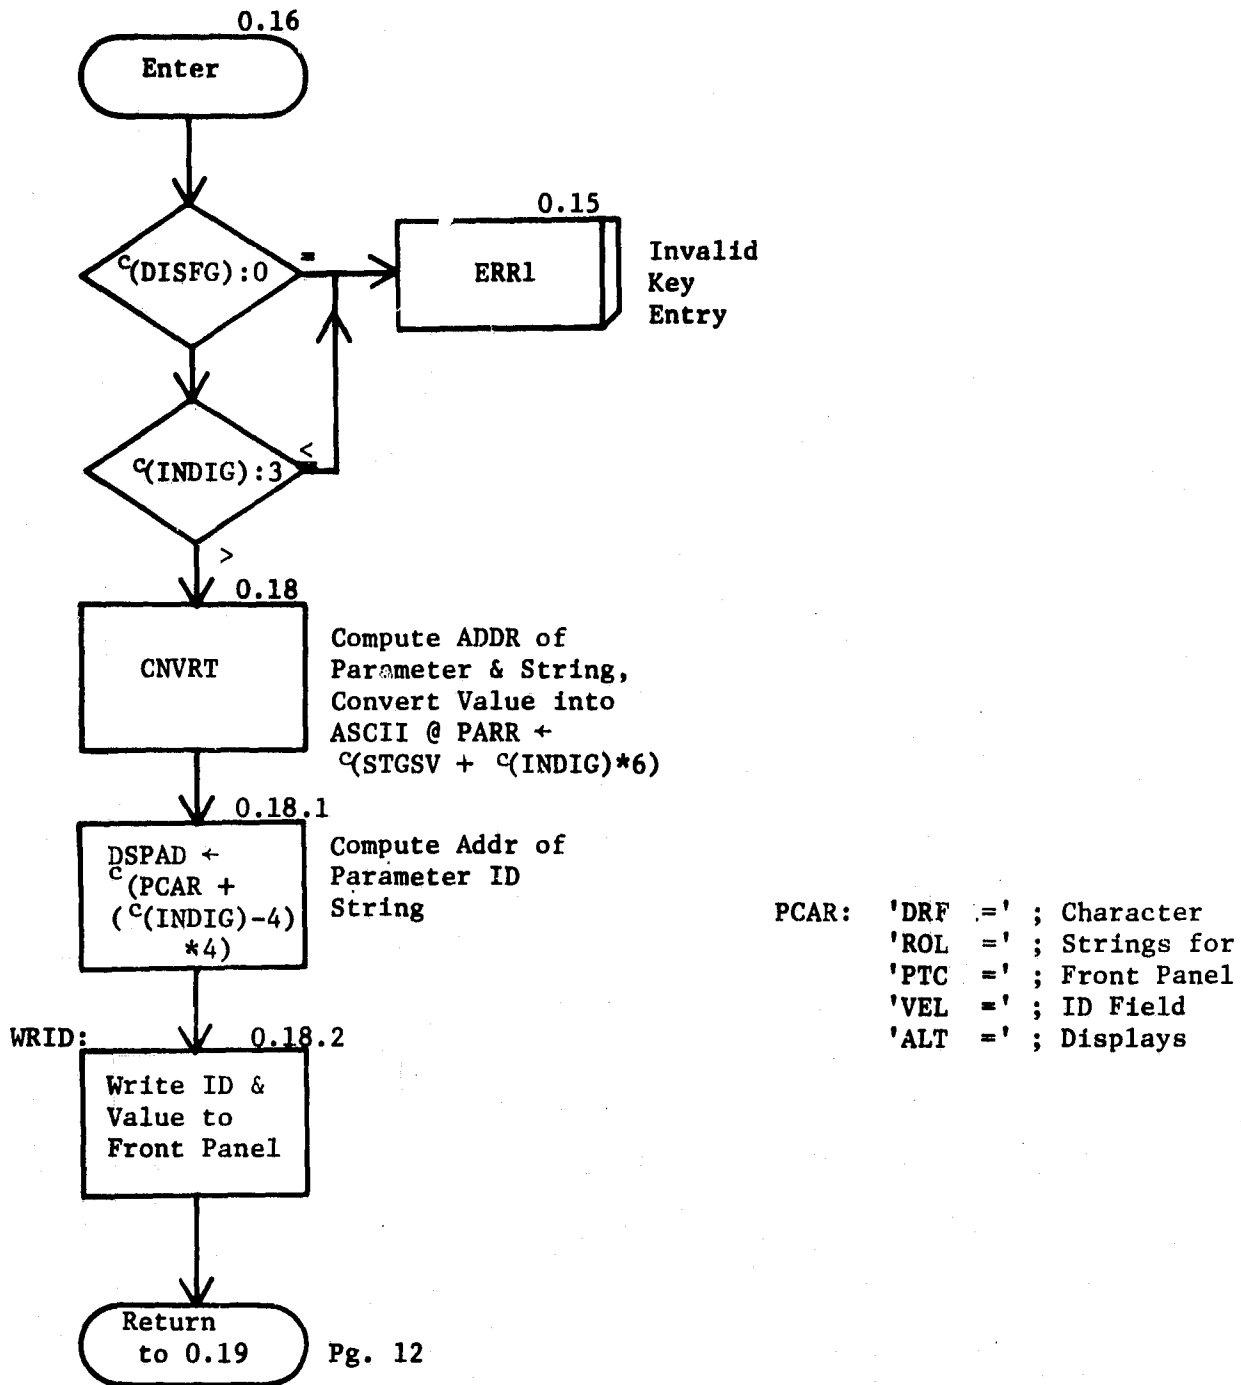 0.16
Enter
c(DISFG):0
=
0.15
ERR1
Invalid
Key
Entry
c(INDIG):3
≤
>
0.18
CNVRT
Compute ADDR of
Parameter & String,
Convert Value into
ASCII @ PARR ←
c(STGSV + c(INDIG)*6)
0.18.1
DSPAD ←
c(PCAR +
(c(INDIG)-4)
*4)
Compute Addr of
Parameter ID
String
PCAR: 'DRF =' ; Character
'ROL =' ; Strings for
'PTC =' ; Front Panel
'VEL =' ; ID Field
'ALT =' ; Displays
WRID:
0.18.2
Write ID &
Value to
Front Panel
Return
to 0.19
Pg. 12